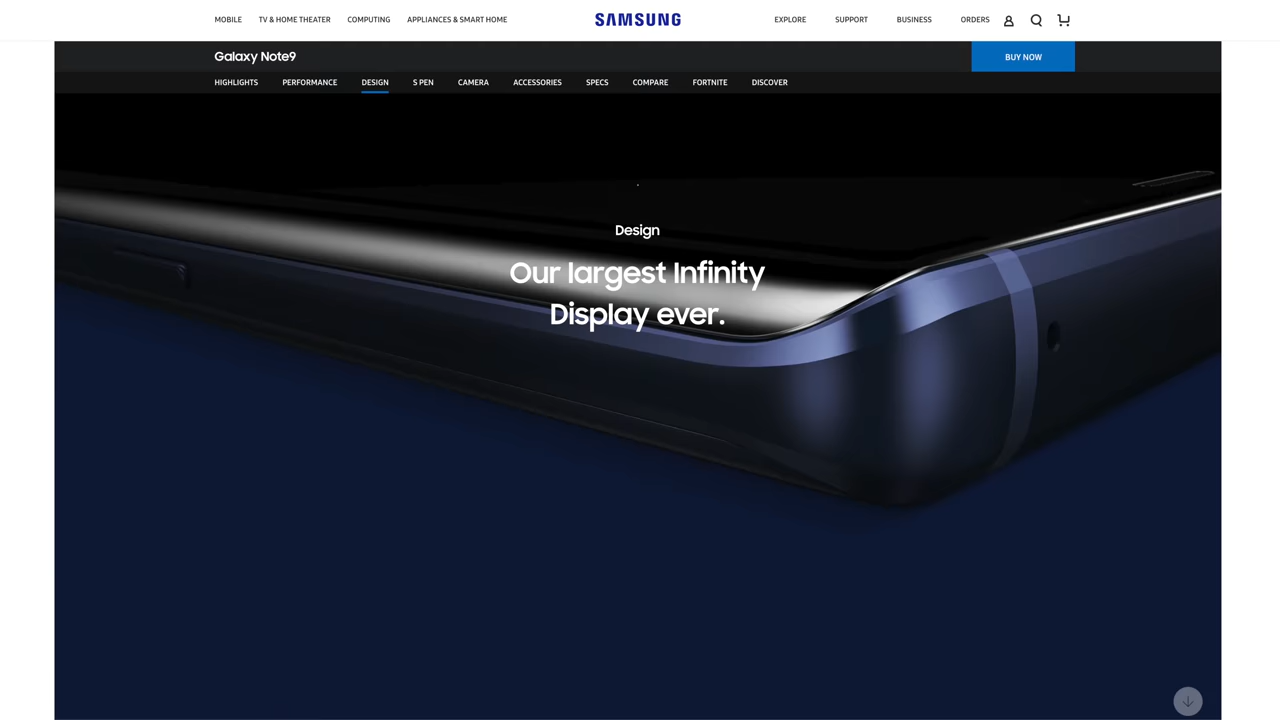 MOBILE TV & HOME THEATER COMPUTING APPLIANCES & SMART HOME SAMSUNG EXPLORE SUPPORT BUSINESS ORDERS
Galaxy Note9 BUY NOW
HIGHLIGHTS PERFORMANCE DESIGN S PEN CAMERA ACCESSORIES SPECS COMPARE FORTNITE DISCOVER
Design
Our largest Infinity
Display ever.